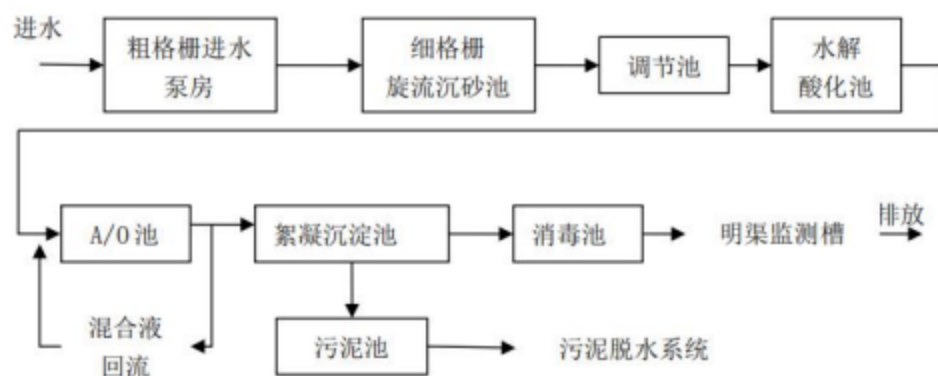 进水
粗格栅进水
泵房
细格栅
旋流沉砂池
调节池
水解
酸化池
A/O 池
絮凝沉淀池
消毒池
明渠监测槽
排放
混合液
回流
污泥池
污泥脱水系统